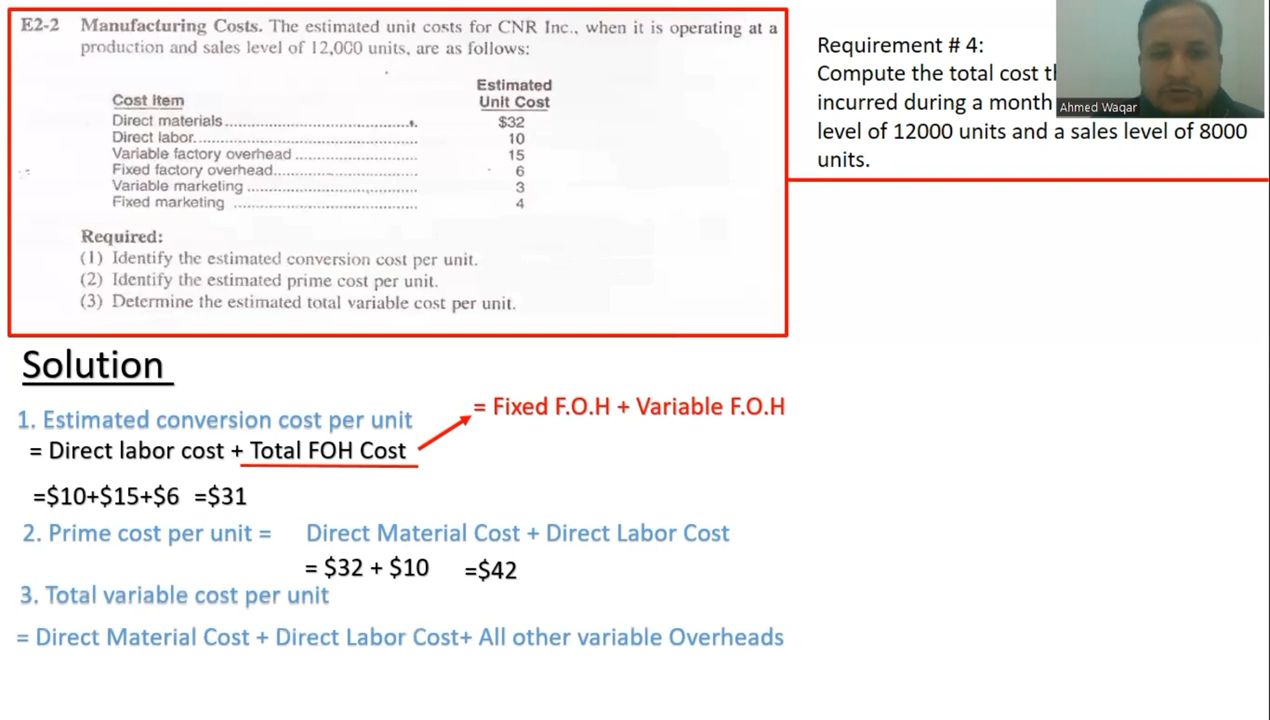 E2-2 Manufacturing Costs. The estimated unit costs for CNR Inc., when it is operating at a
production and sales level of 12,000 units, are as follows:
Cost item
Estimated
Unit Cost
Direct materials ........ $32
Direct labor. ........ 10
Variable factory overhead ........ 15
Fixed factory overhead ........ 6
Variable marketing ........ 3
Fixed marketing ........ 4
Required:
(1) Identify the estimated conversion cost per unit.
(2) Identify the estimated prime cost per unit.
(3) Determine the estimated total variable cost per unit.
Requirement # 4:
Compute the total cost
incurred during a month
level of 12000 units and a sales level of 8000
units.
Ahmed Waqar
Solution
1. Estimated conversion cost per unit
= Fixed F.O.H + Variable F.O.H
= Direct labor cost + Total FOH Cost
=$10+$15+$6 =$31
2. Prime cost per unit = Direct Material Cost + Direct Labor Cost
= $32 + $10 =$42
3. Total variable cost per unit
= Direct Material Cost + Direct Labor Cost+ All other variable Overheads